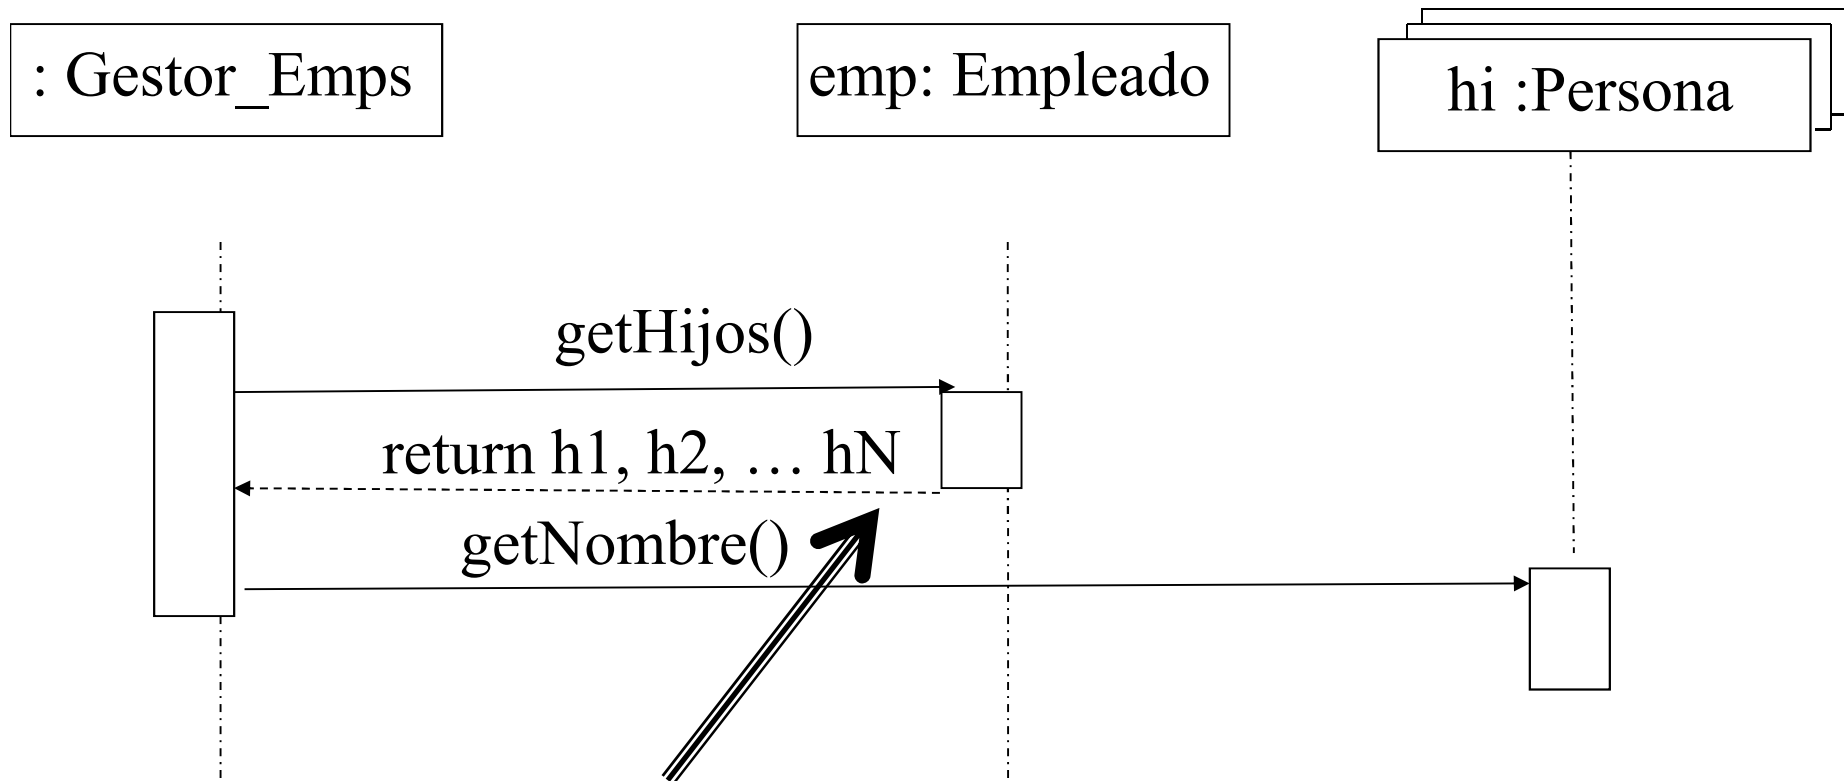 : Gestor_Emps
emp: Empleado
hi :Persona
getHijos()
return h1, h2, … hN
getNombre()